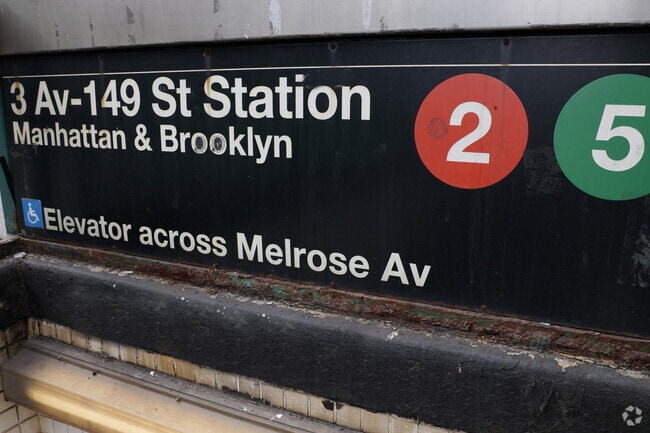 3 Av-149 St Station
Manhattan & Brooklyn
2
5
Elevator across Melrose Av